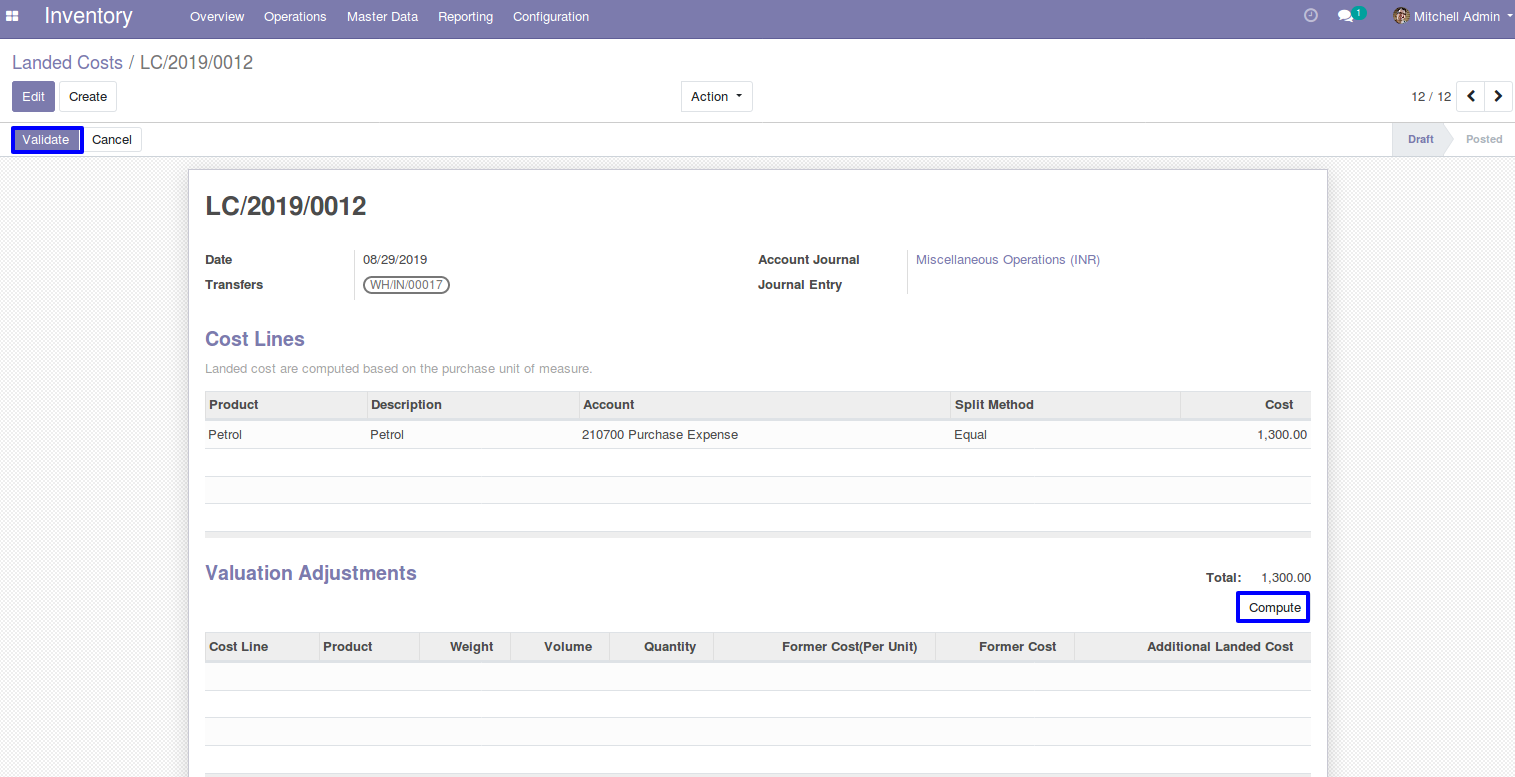 Inventory Overview Operations Master Data Reporting Configuration 1 Mitchell Admin
Landed Costs / LC/2019/0012
Edit Create Action 12 / 12
Validate Cancel Draft Posted
LC/2019/0012
Date 08/29/2019 Account Journal Miscellaneous Operations (INR)
Transfers WH/IN/00017 Journal Entry
Cost Lines
Landed cost are computed based on the purchase unit of measure.
Product Description Account Split Method Cost
Petrol Petrol 210700 Purchase Expense Equal 1,300.00
Valuation Adjustments Total: 1,300.00
Compute
Cost Line Product Weight Volume Quantity Former Cost(Per Unit) Former Cost Additional Landed Cost